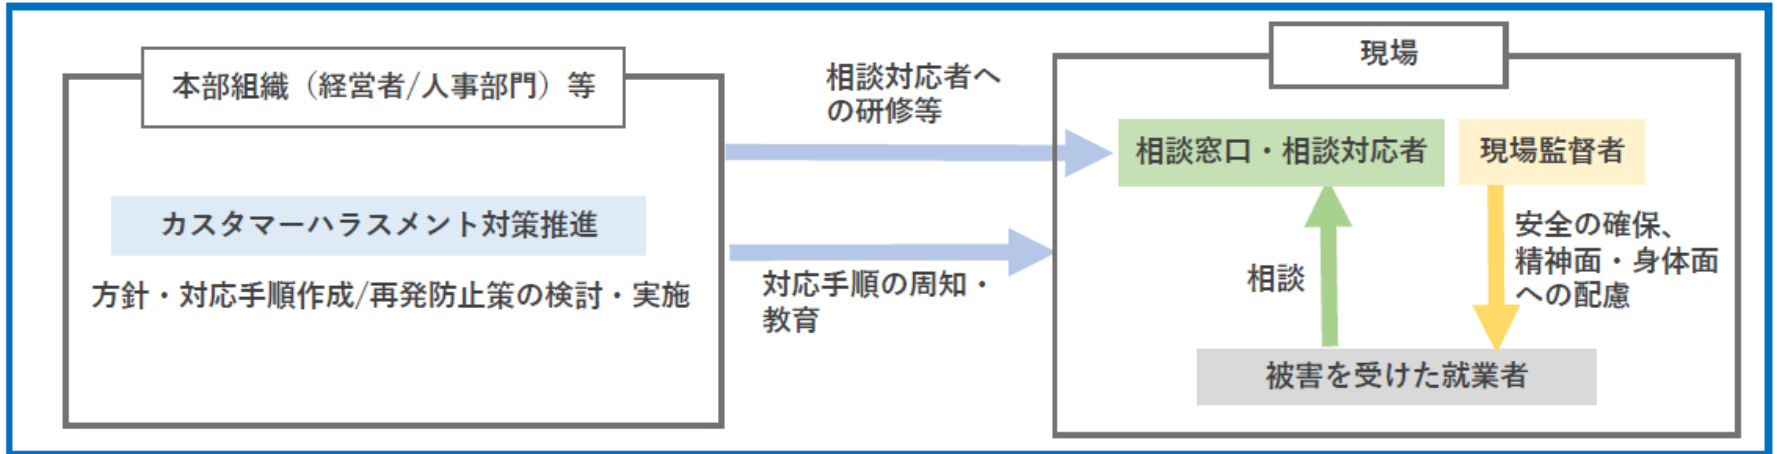 本部組織（経営者/人事部門）等
カスタマーハラスメント対策推進
方針・対応手順作成/再発防止策の検討・実施
相談対応者へ
の研修等
対応手順の周知・
教育
現場
相談窓口・相談対応者
現場監督者
相談
安全の確保、
精神面・身体面
への配慮
被害を受けた就業者